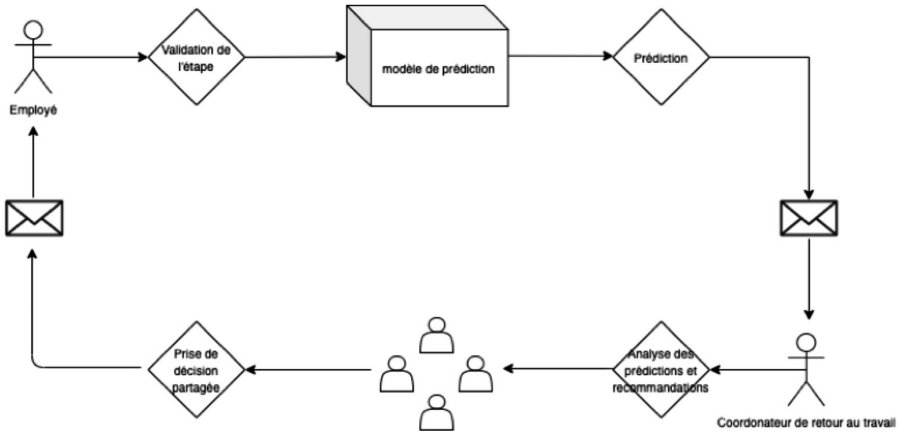 Validation de
l'étape
modèle de prédiction
Prédiction
Employé
Prise de
décision
partagée
Analyse des
prédictions et
recommandations
Coordonateur de retour au travail